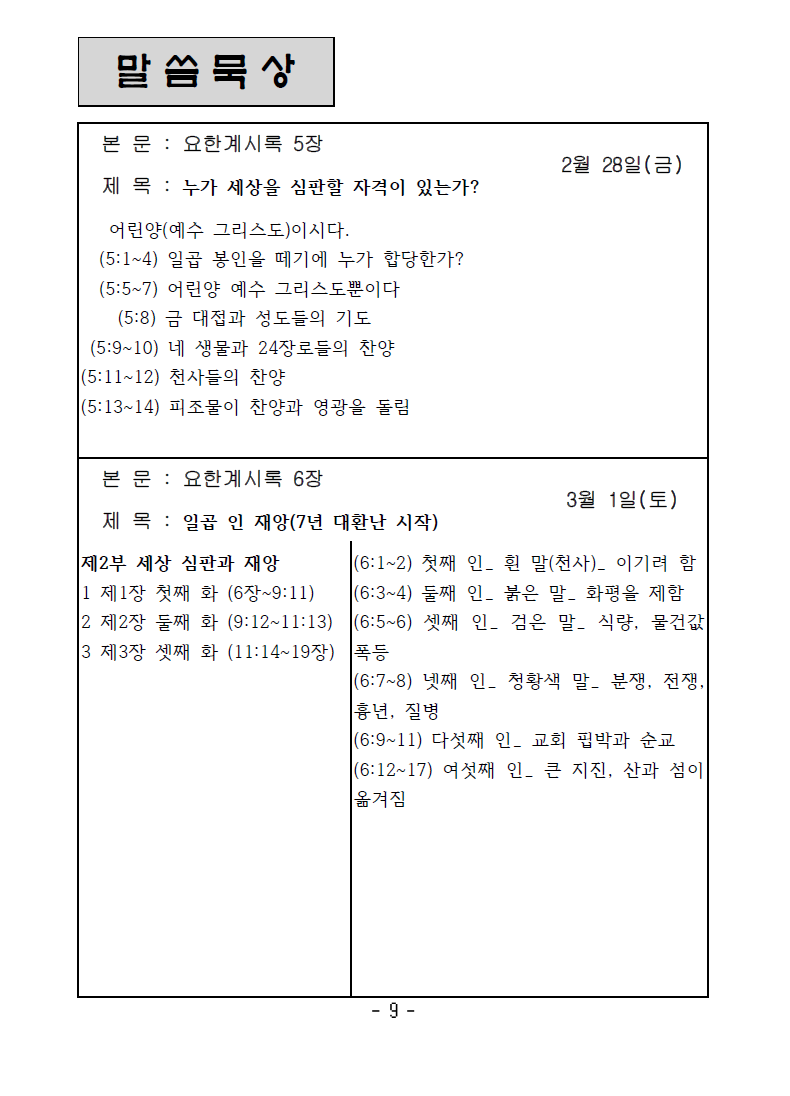 말씀묵상
본 문 : 요한계시록 5장
2월 28일(금)
제 목 : 누가 세상을 심판할 자격이 있는가?
어린양(예수 그리스도)이시다.
(5:1~4) 일곱 봉인을 떼기에 누가 합당한가?
(5:5~7) 어린양 예수 그리스도뿐이다
(5:8) 금 대접과 성도들의 기도
(5:9~10) 네 생물과 24장로들의 찬양
(5:11~12) 천사들의 찬양
(5:13~14) 피조물이 찬양과 영광을 돌림
본 문 : 요한계시록 6장
3월 1일(토)
제 목 : 일곱 인 재앙(7년 대환난 시작)
제2부 세상 심판과 재앙
1 제1장 첫째 화 (6장~9:11)
2 제2장 둘째 화 (9:12~11:13)
3 제3장 셋째 화 (11:14~19장)
(6:1~2) 첫째 인_ 흰 말(천사)_ 이기려 함
(6:3~4) 둘째 인_ 붉은 말_ 화평을 제함
(6:5~6) 셋째 인_ 검은 말_ 식량, 물건값
폭등
(6:7~8) 넷째 인_ 청황색 말_ 분쟁, 전쟁,
흉년, 질병
(6:9~11) 다섯째 인_ 교회 핍박과 순교
(6:12~17) 여섯째 인_ 큰 지진, 산과 섬이
옮겨짐
- 9 -